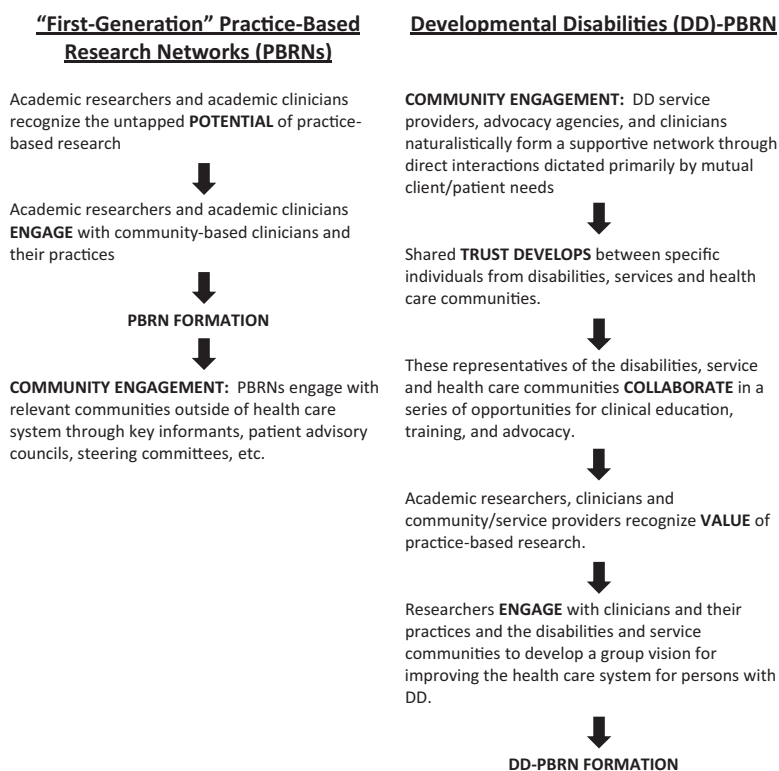 “First-Generation” Practice-Based
Research Networks (PBRNs)
Academic researchers and academic clinicians
recognize the untapped POTENTIAL of practice-
based research
Academic researchers and academic clinicians
ENGAGE with community-based clinicians and
their practices
PBRN FORMATION
COMMUNITY ENGAGEMENT: PBRNs engage with
relevant communities outside of health care
system through key informants, patient advisory
councils, steering committees, etc.
Developmental Disabilities (DD)-PBRN
COMMUNITY ENGAGEMENT: DD service
providers, advocacy agencies, and clinicians
naturalistically form a supportive network through
direct interactions dictated primarily by mutual
client/patient needs
Shared TRUST DEVELOPS between specific
individuals from disabilities, services and health
care communities.
These representatives of the disabilities, service
and health care communities COLLABORATE in a
series of opportunities for clinical education,
training, and advocacy.
Academic researchers, clinicians and
community/service providers recognize VALUE of
practice-based research.
Researchers ENGAGE with clinicians and their
practices and the disabilities and service
communities to develop a group vision for
improving the health care system for persons with
DD.
DD-PBRN FORMATION